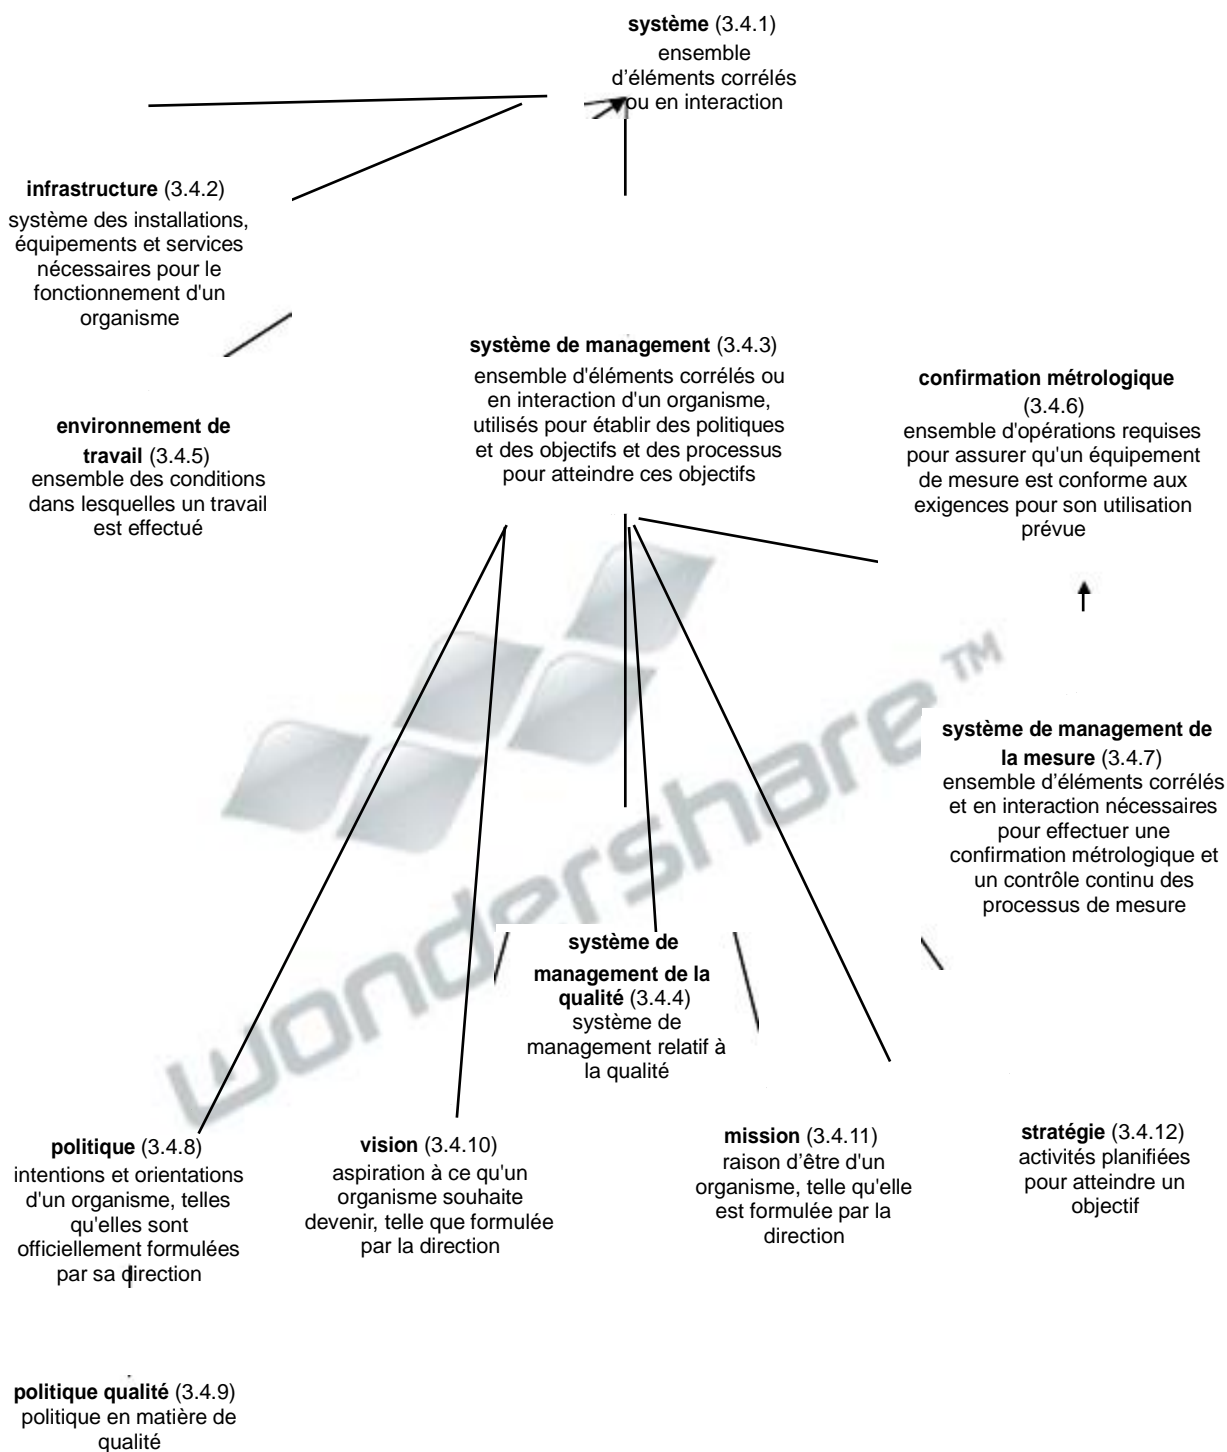 système (3.4.1)
ensemble
d'éléments corrélés
ou en interaction
infrastructure (3.4.2)
système des installations,
équipements et services
nécessaires pour le
fonctionnement d'un
organisme
système de management (3.4.3)
ensemble d'éléments corrélés ou
en interaction d'un organisme,
utilisés pour établir des politiques
et des objectifs et des processus
pour atteindre ces objectifs
confirmation métrologique
(3.4.6)
ensemble d'opérations requises
pour assurer qu'un équipement
de mesure est conforme aux
exigences pour son utilisation
prévue
environnement de
travail (3.4.5)
ensemble des conditions
dans lesquelles un travail
est effectué
système de management de
la mesure (3.4.7)
ensemble d'éléments corrélés
et en interaction nécessaires
pour effectuer une
confirmation métrologique et
un contrôle continu des
processus de mesure
wondershare™
système de
management de la
qualité (3.4.4)
système de
management relatif à
la qualité
politique (3.4.8)
intentions et orientations
d'un organisme, telles
qu'elles sont
officiellement formulées
par sa direction
vision (3.4.10)
aspiration à ce qu'un
organisme souhaite
devenir, telle que formulée
par la direction
mission (3.4.11)
raison d'être d'un
organisme, telle qu'elle
est formulée par la
direction
stratégie (3.4.12)
activités planifiées
pour atteindre un
objectif
politique qualité (3.4.9)
politique en matière de
qualité